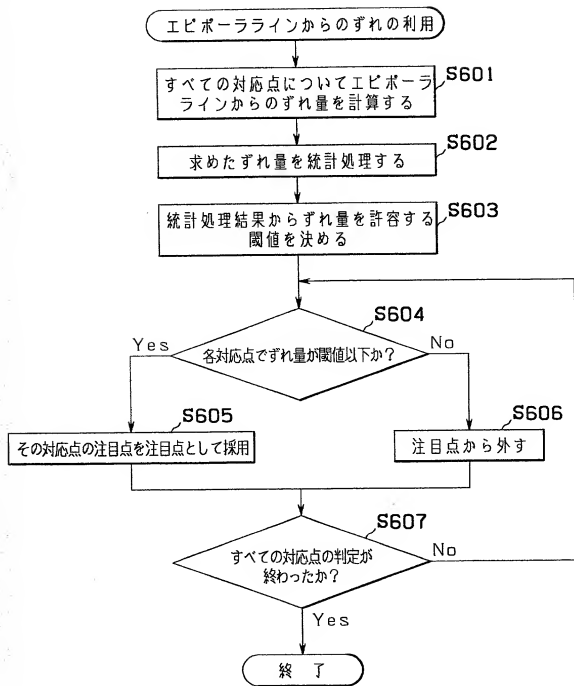 エピポーララインからのずれの利用
S601
すべての対応点についてエピポーラ
ラインからのずれ量を計算する
S602
求めたずれ量を統計処理する
S603
統計処理結果からずれ量を許容する
閾値を決める
S604
各対応点でずれ量が閾値以下か?
Yes
No
S605
その対応点の注目点を注目点として採用
S606
注目点から外す
S607
すべての対応点の判定が
終わったか?
No
Yes
終 了